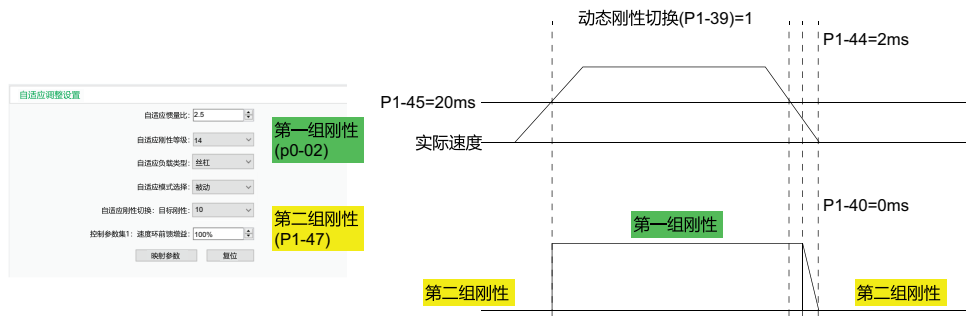 自适应调整设置
自适应惯量比: 2.5
自适应刚性等级: 14
自适应负载类型: 丝杠
自适应模式选择: 被动
自适应刚性切换: 目标刚性: 10
控制参数集1: 速度环前馈增益: 100%
映射参数 复位
第一组刚性
(p0-02)
第二组刚性
(P1-47)
动态刚性切换(P1-39)=1
P1-44=2ms
P1-45=20ms
实际速度
P1-40=0ms
第一组刚性
第二组刚性
第二组刚性